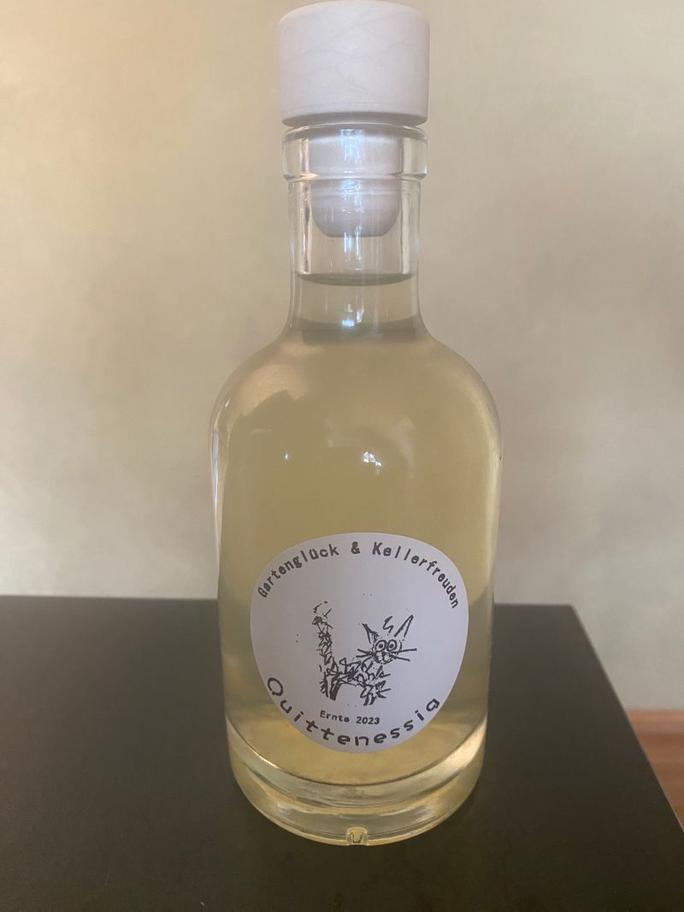 Gartenglück & Kellerfreuden
Ernte 2023
Quittenessig